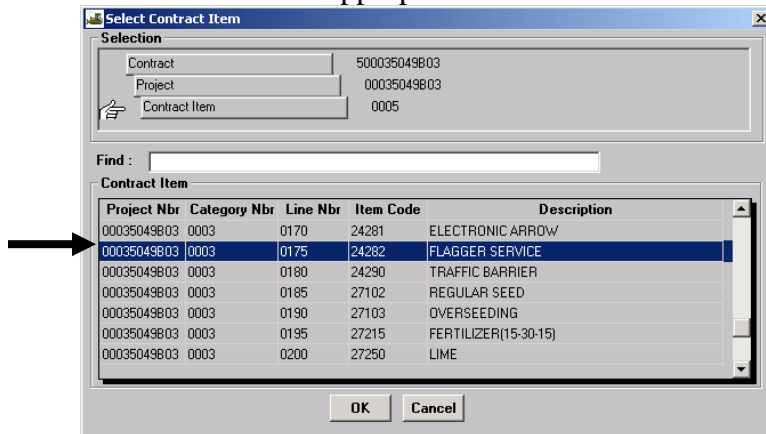 Select Contract Item
Selection
Contract 500035049B03
Project 00035049B03
Contract Item 0005
Find :
Contract Item
Project Nbr Category Nbr Line Nbr Item Code Description
00035049B03 0003 0170 24281 ELECTRONIC ARROW
00035049B03 0003 0175 24282 FLAGGER SERVICE
00035049B03 0003 0180 24290 TRAFFIC BARRIER
00035049B03 0003 0185 27102 REGULAR SEED
00035049B03 0003 0190 27103 OVERSEEDING
00035049B03 0003 0195 27215 FERTILIZER(15-30-15)
00035049B03 0003 0200 27250 LIME
OK Cancel